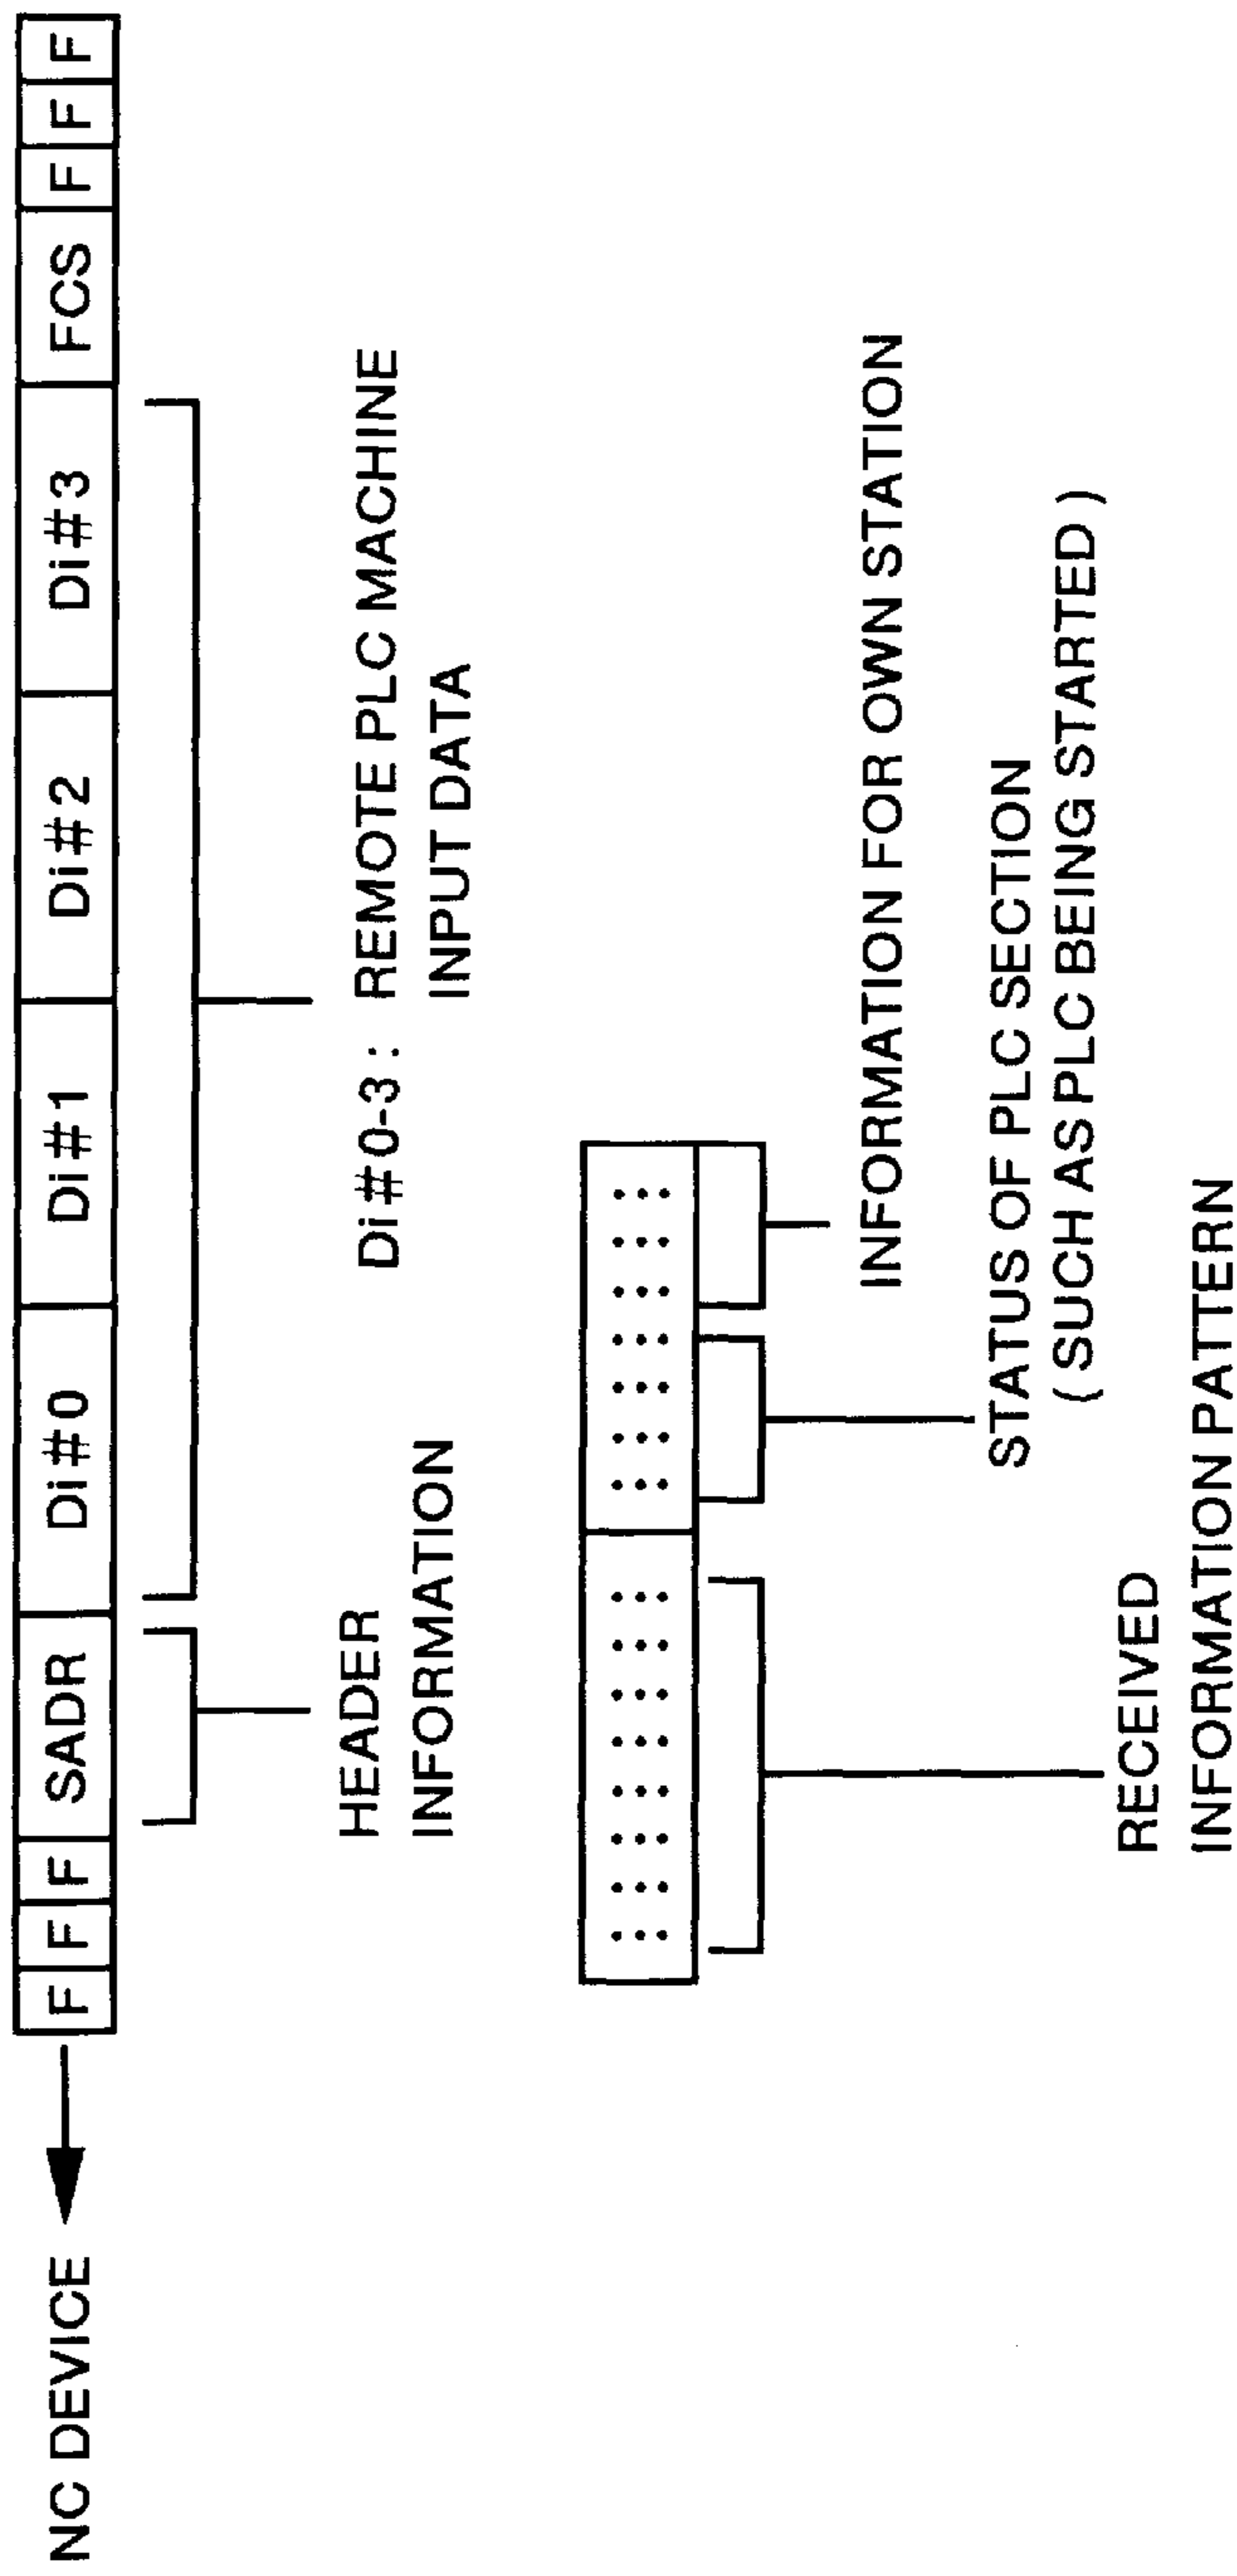 NC DEVICE
F F F SADR Di#0 Di#1 Di#2 Di#3 FCS F F F
HEADER
INFORMATION
Di#0-3 : REMOTE PLC MACHINE
INPUT DATA
INFORMATION FOR OWN STATION
STATUS OF PLC SECTION
( SUCH AS PLC BEING STARTED )
RECEIVED
INFORMATION PATTERN